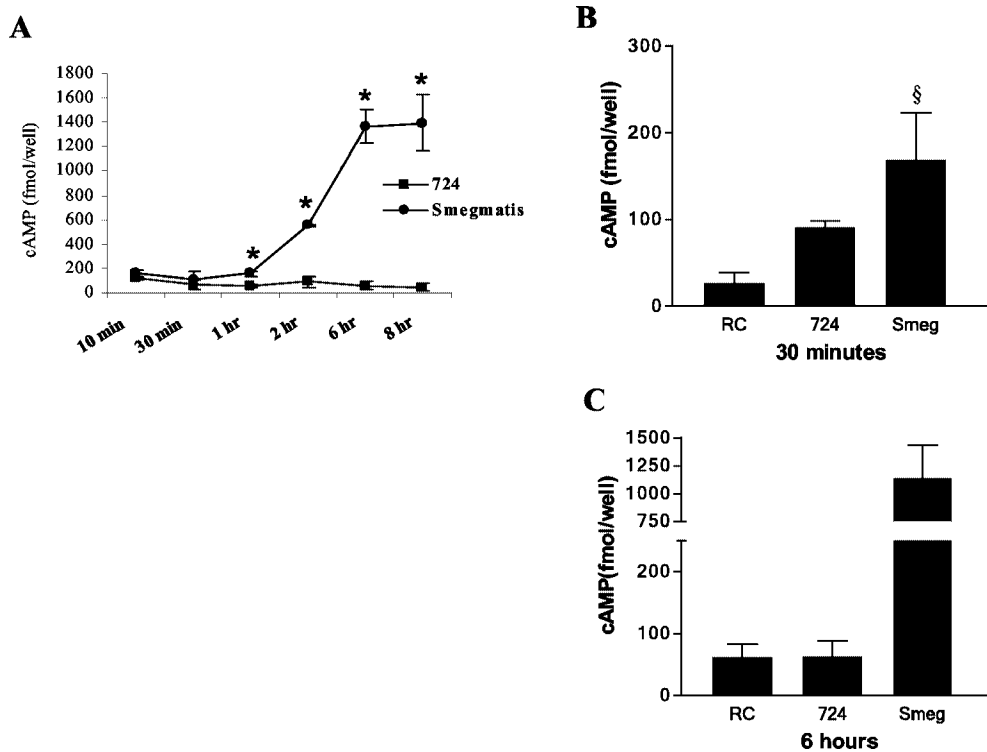 A
cAMP (fmol/well)
1800
1600
1400
1200
1000
800
600
400
200
0
* * * *
724
Smegmatis
10 min 30 min 1 hr 2 hr 6 hr 8 hr
B
cAMP (fmol/well)
300
200
100
0
§
RC 724 Smeg
30 minutes
C
cAMP(fmol/well)
1500
1250
1000
750
200
100
0
RC 724 Smeg
6 hours